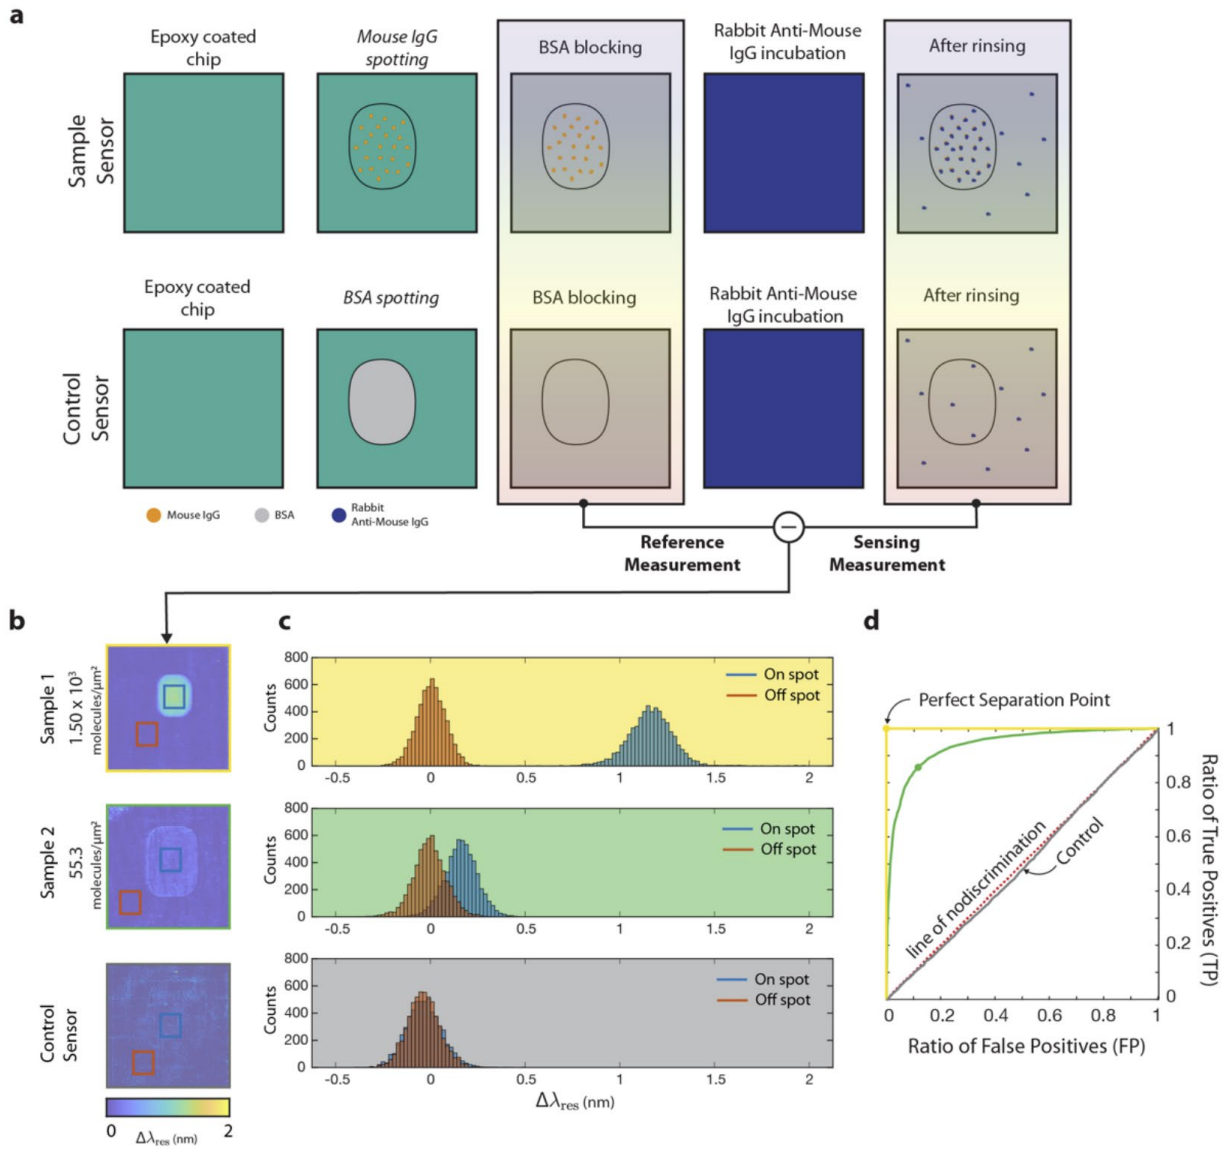 a
Epoxy coated
chip
Mouse IgG
spotting
BSA blocking
Rabbit Anti-Mouse
IgG incubation
After rinsing
Sample
Sensor
Epoxy coated
chip
BSA spotting
BSA blocking
Rabbit Anti-Mouse
IgG incubation
After rinsing
Control
Sensor
Mouse IgG
BSA
Rabbit
Anti-Mouse IgG
Reference
Measurement
Sensing
Measurement
b
Sample 1
1.50 x 10³
molecules/μm²
Sample 2
55.3
molecules/μm²
Control
Sensor
0
2
Δλres (nm)
c
800
600
400
200
0
Counts
On spot
Off spot
-0.5
0
0.5
1
1.5
2
800
600
400
200
0
Counts
On spot
Off spot
-0.5
0
0.5
1
1.5
2
800
600
400
200
0
Counts
On spot
Off spot
-0.5
0
0.5
1
1.5
2
Δλres (nm)
d
Perfect Separation Point
line of nodiscrimination
Control
1
0.8
0.6
0.4
0.2
0
Ratio of True Positives (TP)
0
0.2
0.4
0.6
0.8
1
Ratio of False Positives (FP)